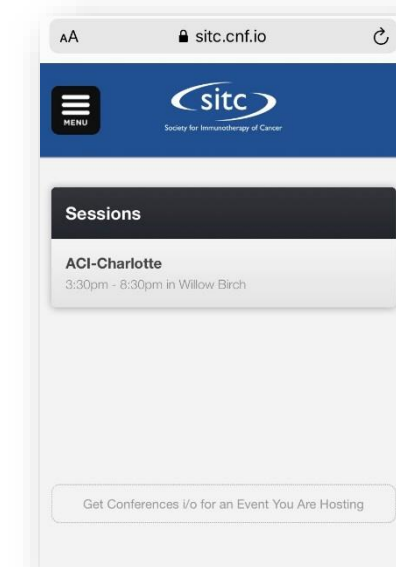 AA sitc.cnf.io
MENU
sitc
Society for Immunotherapy of Cancer
Sessions
ACI-Charlotte
3:30pm - 8:30pm in Willow Birch
Get Conferences i/o for an Event You Are Hosting